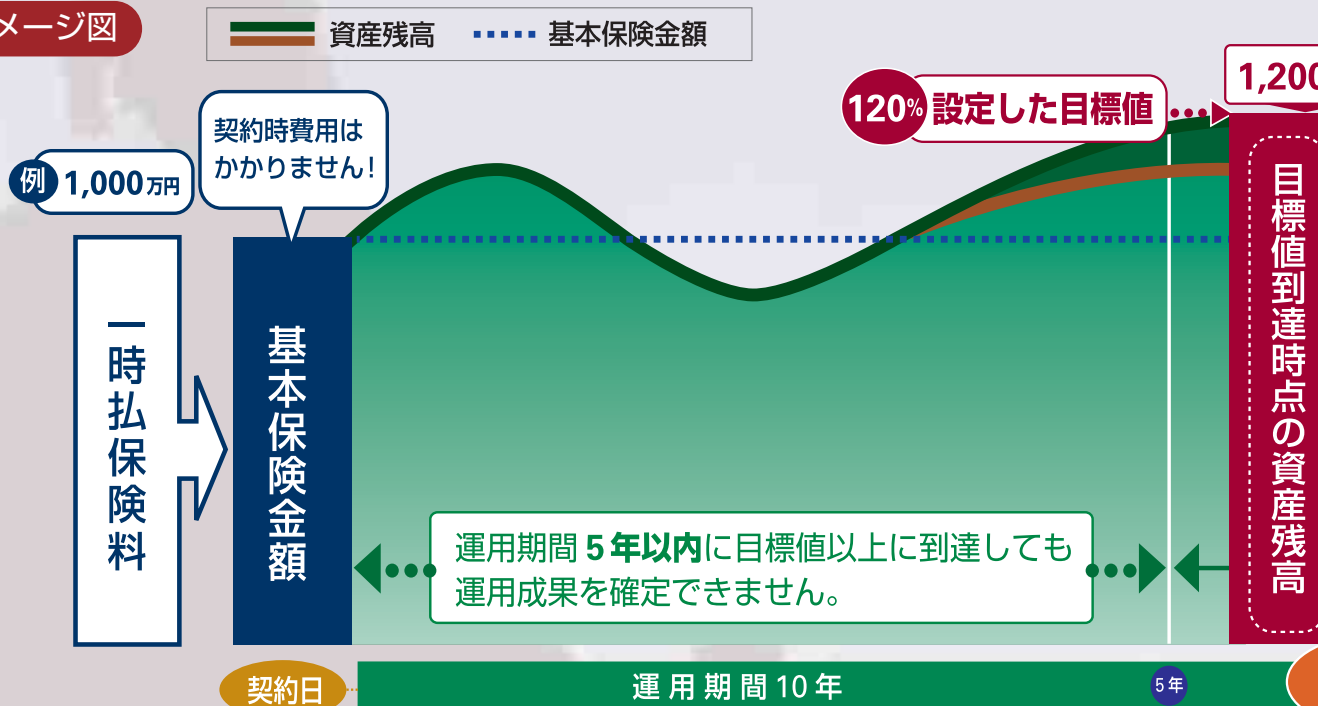 メージ図
資産残高
基本保険金額
120% 設定した目標値
1,200
契約時費用は
かかりません!
例 1,000万円
一時払保険料
基本保険金額
目標値到達時点の資産残高
運用期間5年以内に目標値以上に到達しても
運用成果を確定できません。
契約日
運用期間10年
5年